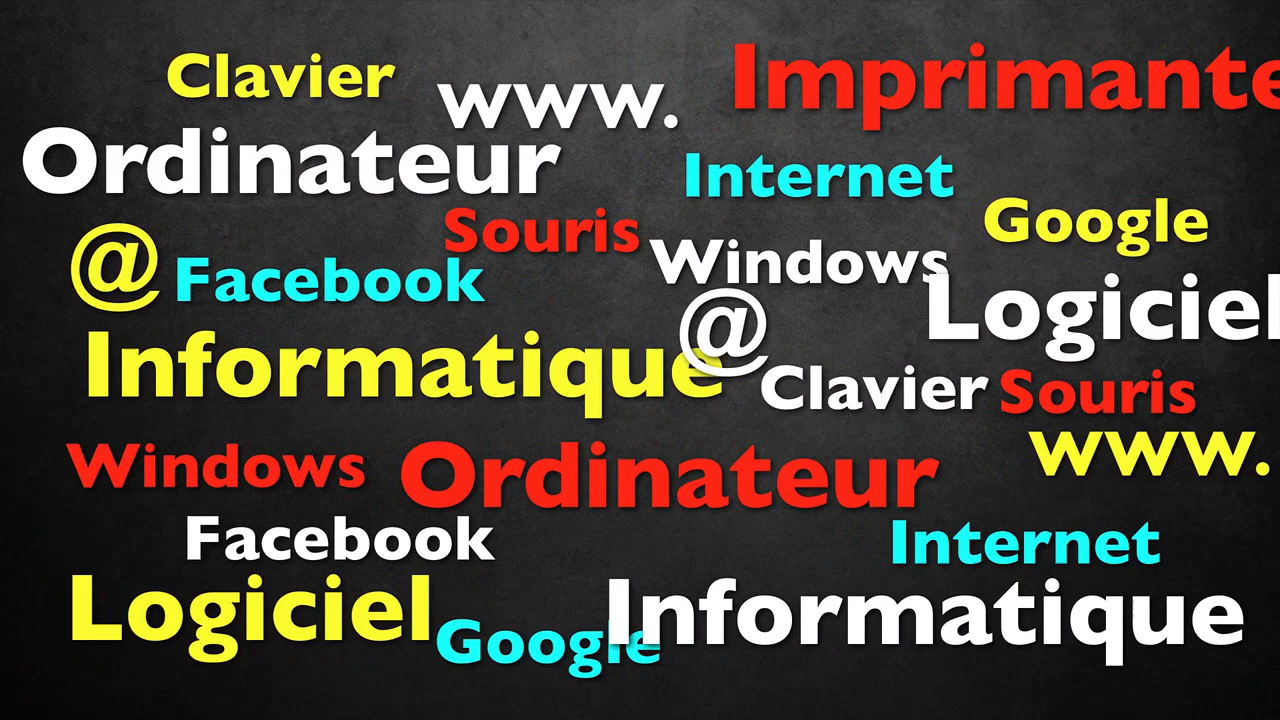 Clavier
www.
Imprimante
Ordinateur
Internet
Souris
Google
@
Facebook
Windows
Logiciel
@
Informatique
Clavier
Souris
www.
Windows
Ordinateur
Facebook
Internet
Logiciel
Google
Informatique